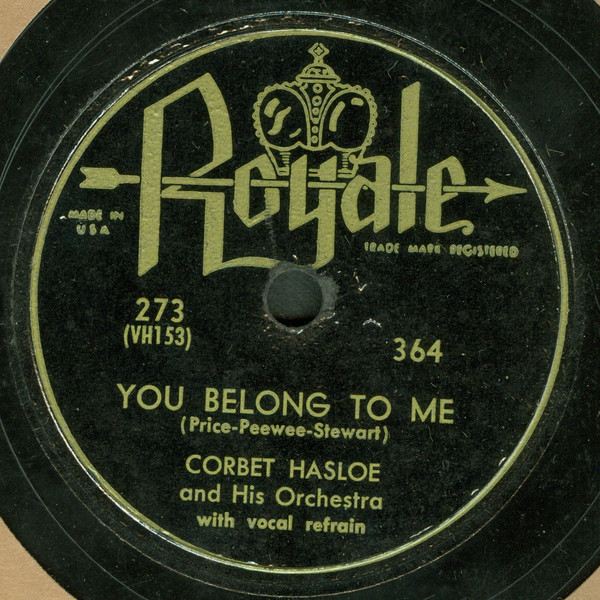 Royale
MADE IN
USA
TRADE MARK REGISTERED
273
(VH153)
364
YOU BELONG TO ME
(Price-Peewee-Stewart)
CORBET HASLOE
and His Orchestra
with vocal refrain